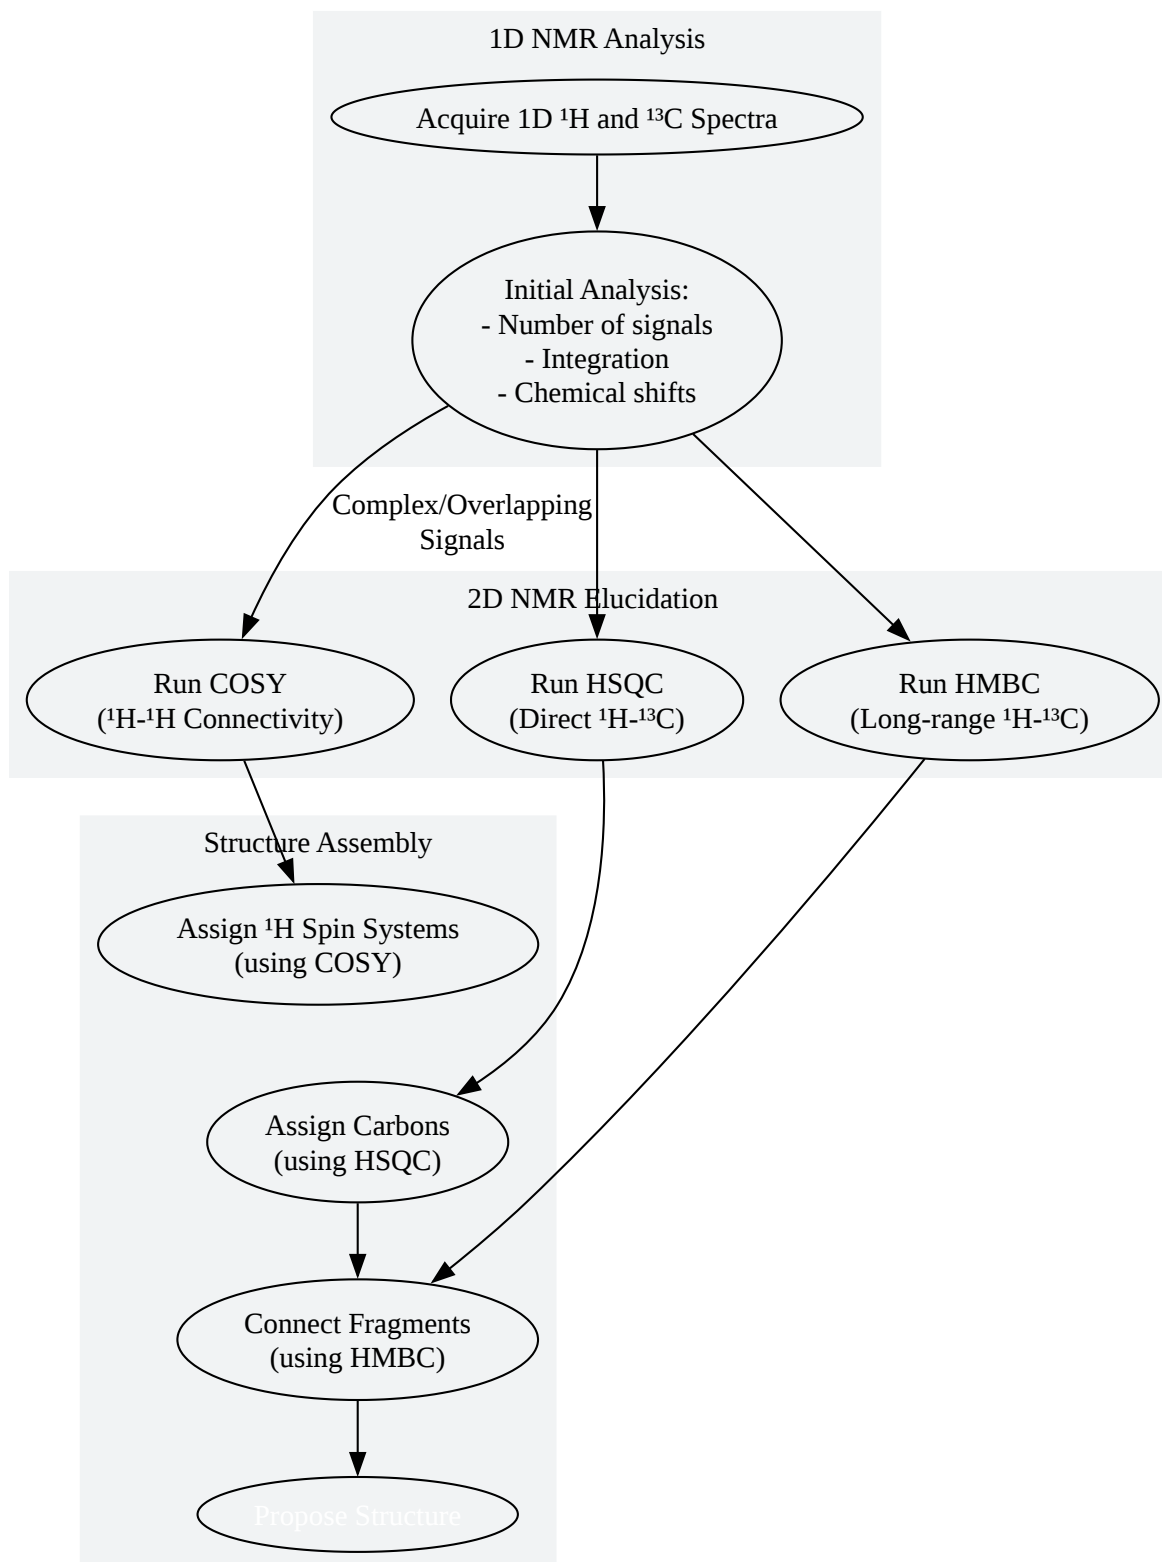 1D NMR Analysis
Acquire 1D ¹H and ¹³C Spectra
Initial Analysis:
- Number of signals
- Integration
- Chemical shifts
Complex/Overlapping
Signals
2D NMR Elucidation
Run COSY
(¹H-¹H Connectivity)
Run HSQC
(Direct ¹H-¹³C)
Run HMBC
(Long-range ¹H-¹³C)
Structure Assembly
Assign ¹H Spin Systems
(using COSY)
Assign Carbons
(using HSQC)
Connect Fragments
(using HMBC)
Propose Structure